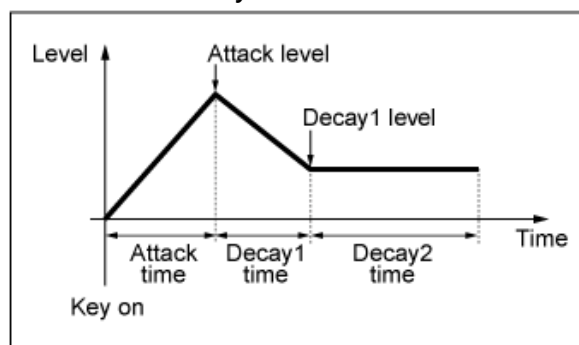 Level
Attack level
Decay1 level
Time
Attack
time
Decay1
time
Decay2
time
Key on